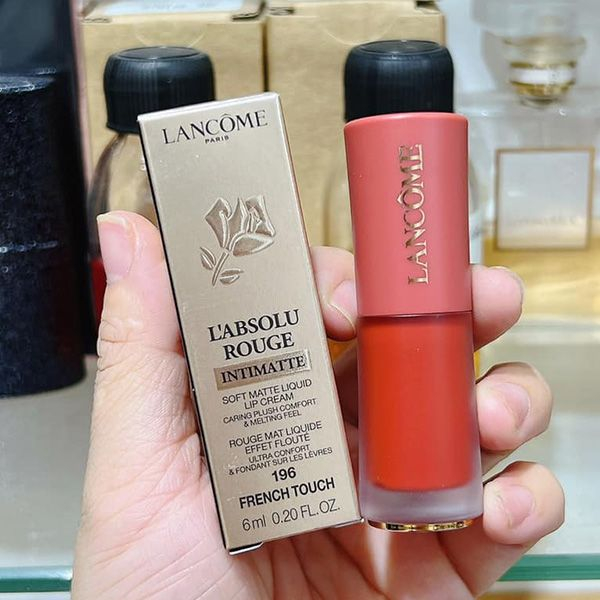 LANCÔME
PARIS
L'ABSOLU
ROUGE
INTIMATTE
SOFT MATTE LIQUID
LIP CREAM
CARING PLUSH COMFORT
& MELTING FEEL
ROUGE MAT LIQUIDE
EFFET FLOUTÉ
ULTRA CONFORT
& FONDANT SUR LES LÈVRES
196
FRENCH TOUCH
6ml 0.20 FL.OZ.
LANCÔME